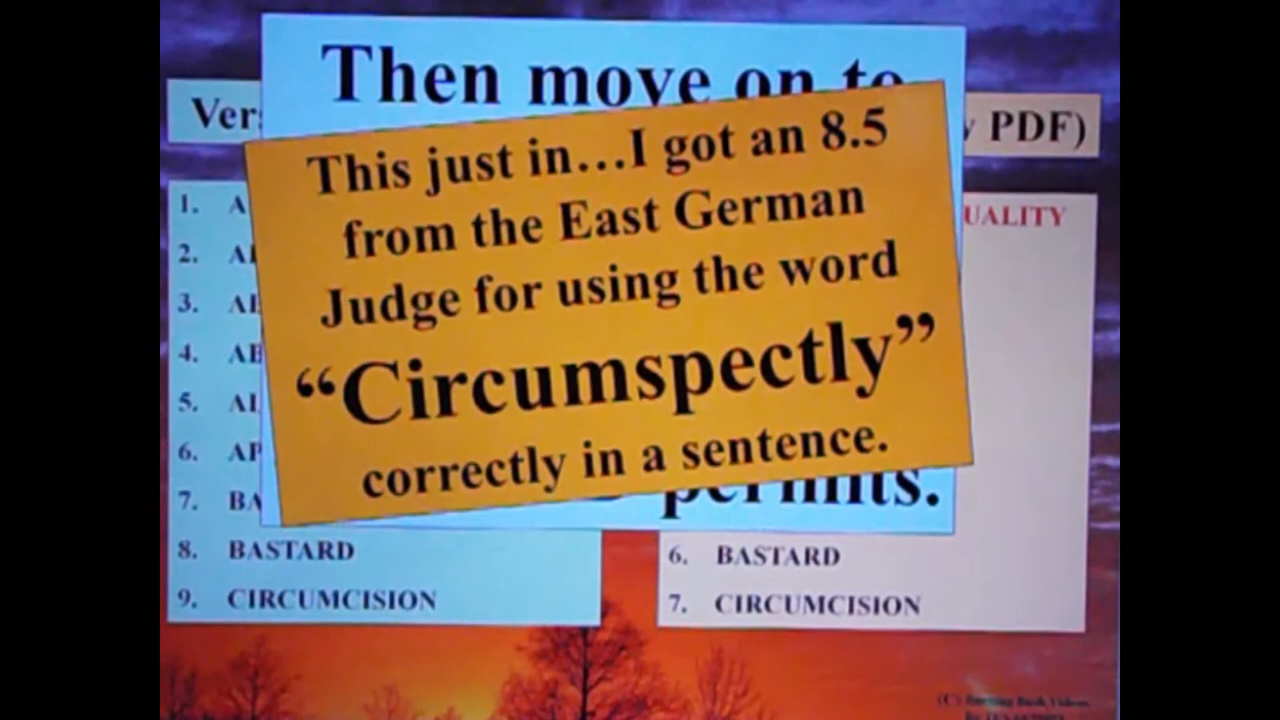 Then move on to
This just in…I got an 8.5
from the East German
Judge for using the word
“Circumspectly”
correctly in a sentence.
permits.
PDF)
1. A
2.
3.
4.
5.
6.
7. BA
8. BASTARD
9. CIRCUMCISION
UALITY
6. BASTARD
7. CIRCUMCISION